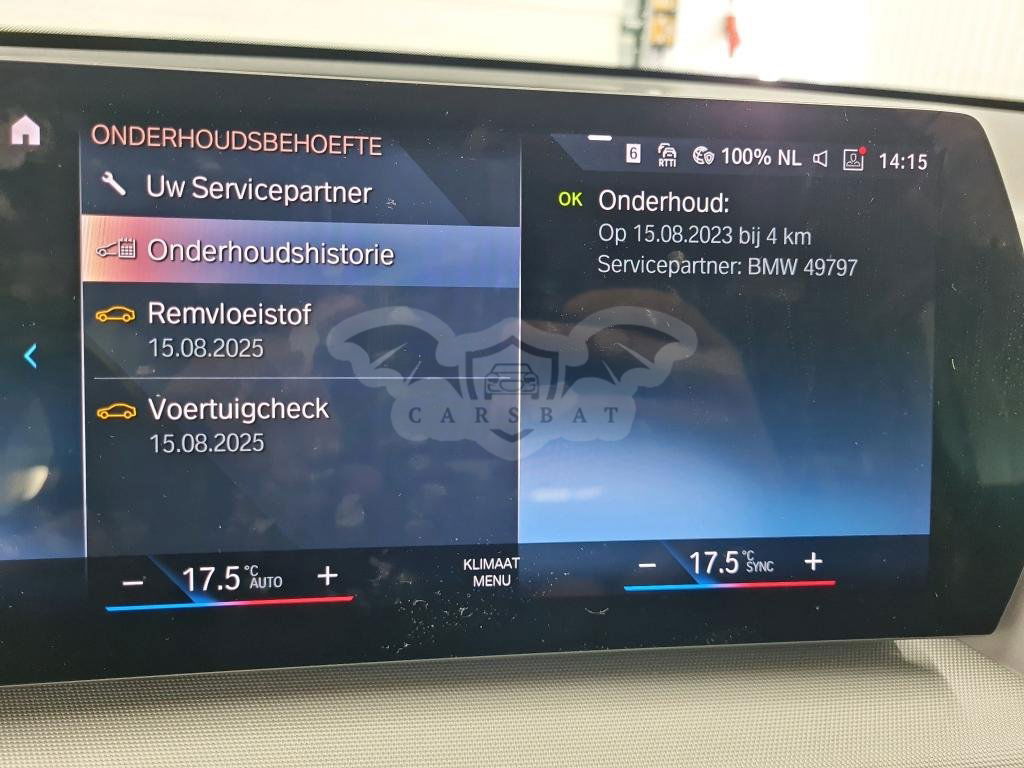 ONDERHOUDSBEHOEFTE
Uw Servicepartner
Onderhoudshistorie
Remvloeistof
15.08.2025
Voertuigcheck
15.08.2025
6 RTTI 100% NL 14:15
OK Onderhoud:
Op 15.08.2023 bij 4 km
Servicepartner: BMW 49797
CARSBAT
− 17.5 °C AUTO +
KLIMAAT
MENU
− 17.5 °C SYNC +